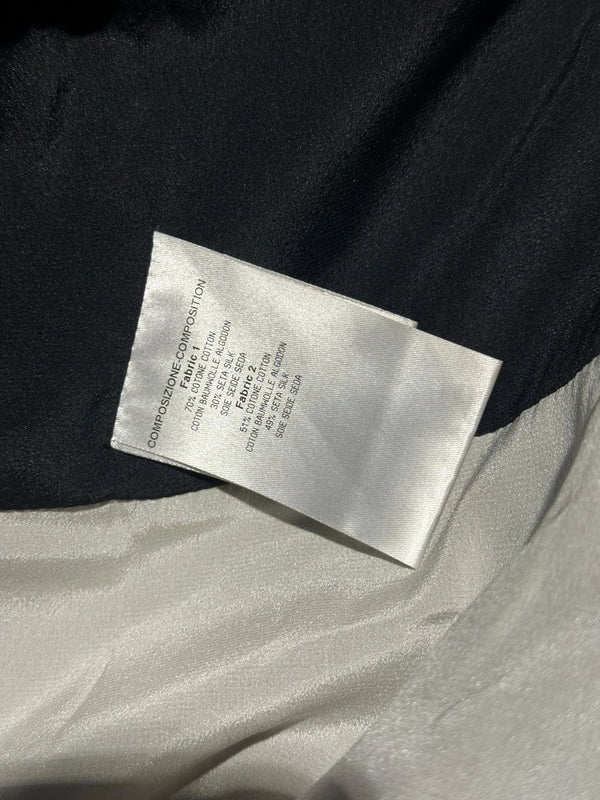 COMPOSIZIONE-COMPOSITION
Fabric 1
70% COTONE COTTON
COTON BAUMWOLLE ALGODON
30% SETA SILK
SOIE SEIDE SEDA
Fabric 2
51% COTONE COTTON
COTON BAUMWOLLE ALGODON
49% SETA SILK
SOIE SEIDE SEDA